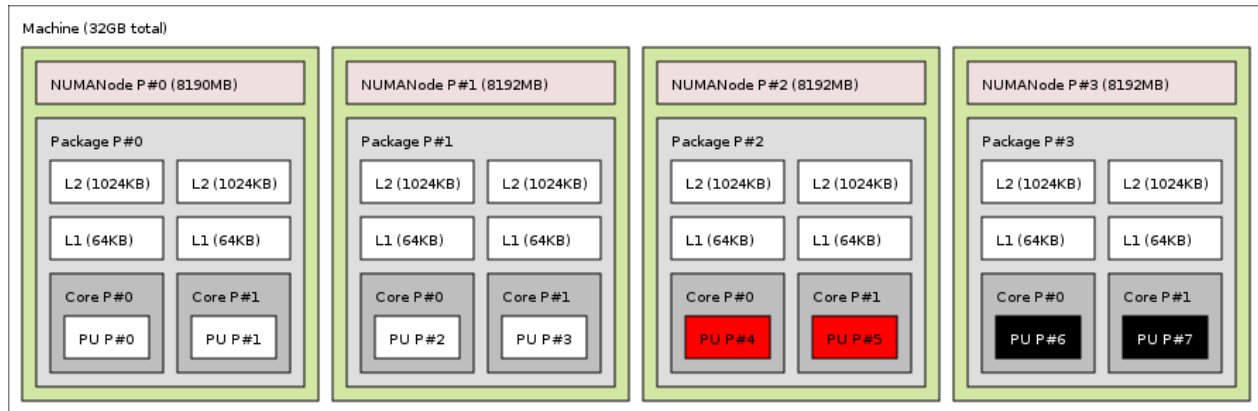 Machine (32GB total)
NUMANode P#0 (8190MB)
Package P#0
L2 (1024KB) L2 (1024KB)
L1 (64KB) L1 (64KB)
Core P#0 Core P#1
PU P#0 PU P#1
NUMANode P#1 (8192MB)
Package P#1
L2 (1024KB) L2 (1024KB)
L1 (64KB) L1 (64KB)
Core P#0 Core P#1
PU P#2 PU P#3
NUMANode P#2 (8192MB)
Package P#2
L2 (1024KB) L2 (1024KB)
L1 (64KB) L1 (64KB)
Core P#0 Core P#1
PU P#4 PU P#5
NUMANode P#3 (8192MB)
Package P#3
L2 (1024KB) L2 (1024KB)
L1 (64KB) L1 (64KB)
Core P#0 Core P#1
PU P#6 PU P#7